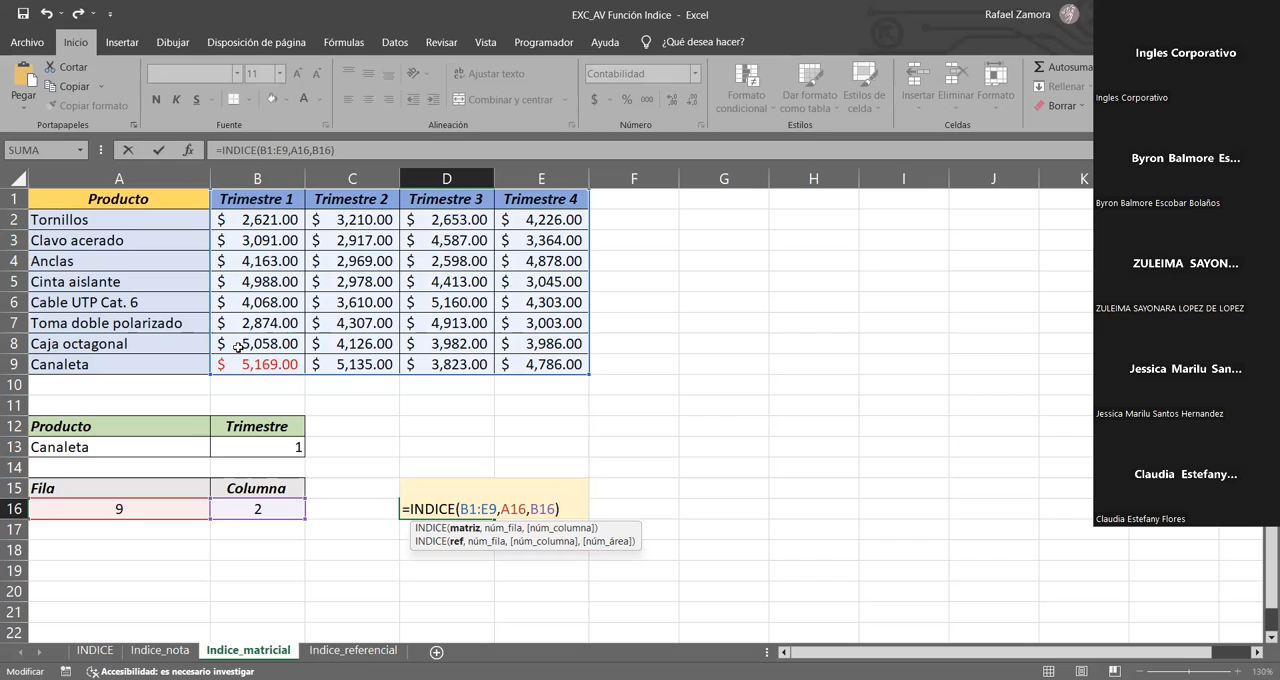 EXC_AV Función Indice - Excel
Rafael Zamora
Archivo Inicio Insertar Dibujar Disposición de página Fórmulas Datos Revisar Vista Programador Ayuda ¿Qué desea hacer?
Pegar
Cortar
Copiar
Copiar formato
Portapapeles
11
N K S
A
Fuente
Ajustar texto
Combinar y centrar
Alineación
Contabilidad
$ % 000
Número
Formato condicional
Dar formato como tabla
Estilos de celda
Estilos
Insertar Eliminar Formato
Celdas
Autosuma
Rellenar
Borrar
SUMA
fx
=INDICE(B1:E9,A16,B16)
A B C D E F G H I J K
1 Producto Trimestre 1 Trimestre 2 Trimestre 3 Trimestre 4
2 Tornillos $ 2,621.00 $ 3,210.00 $ 2,653.00 $ 4,226.00
3 Clavo acerado $ 3,091.00 $ 2,917.00 $ 4,587.00 $ 3,364.00
4 Anclas $ 4,163.00 $ 2,969.00 $ 2,598.00 $ 4,878.00
5 Cinta aislante $ 4,988.00 $ 2,978.00 $ 4,413.00 $ 3,045.00
6 Cable UTP Cat. 6 $ 4,068.00 $ 3,610.00 $ 5,160.00 $ 4,303.00
7 Toma doble polarizado $ 2,874.00 $ 4,307.00 $ 4,913.00 $ 3,003.00
8 Caja octagonal $ 5,058.00 $ 4,126.00 $ 3,982.00 $ 3,986.00
9 Canaleta $ 5,169.00 $ 5,135.00 $ 3,823.00 $ 4,786.00
10
11
12 Producto Trimestre
13 Canaleta 1
14
15 Fila Columna
16 9 2 =INDICE(B1:E9,A16,B16)
INDICE(matriz, núm_fila, [núm_columna])
INDICE(ref, núm_fila, [núm_columna], [núm_área])
17
18
19
20
21
22
INDICE Indice_nota Indice_matricial Indice_referencial
Modificar
Accesibilidad: es necesario investigar
130%
Ingles Corporativo
Ingles Corporativo
Byron Balmore Es...
Byron Balmore Escobar Bolaños
ZULEIMA SAYON...
ZULEIMA SAYONARA LOPEZ DE LOPEZ
Jessica Marilu San...
Jessica Marilu Santos Hernandez
Claudia Estefany...
Claudia Estefany Flores